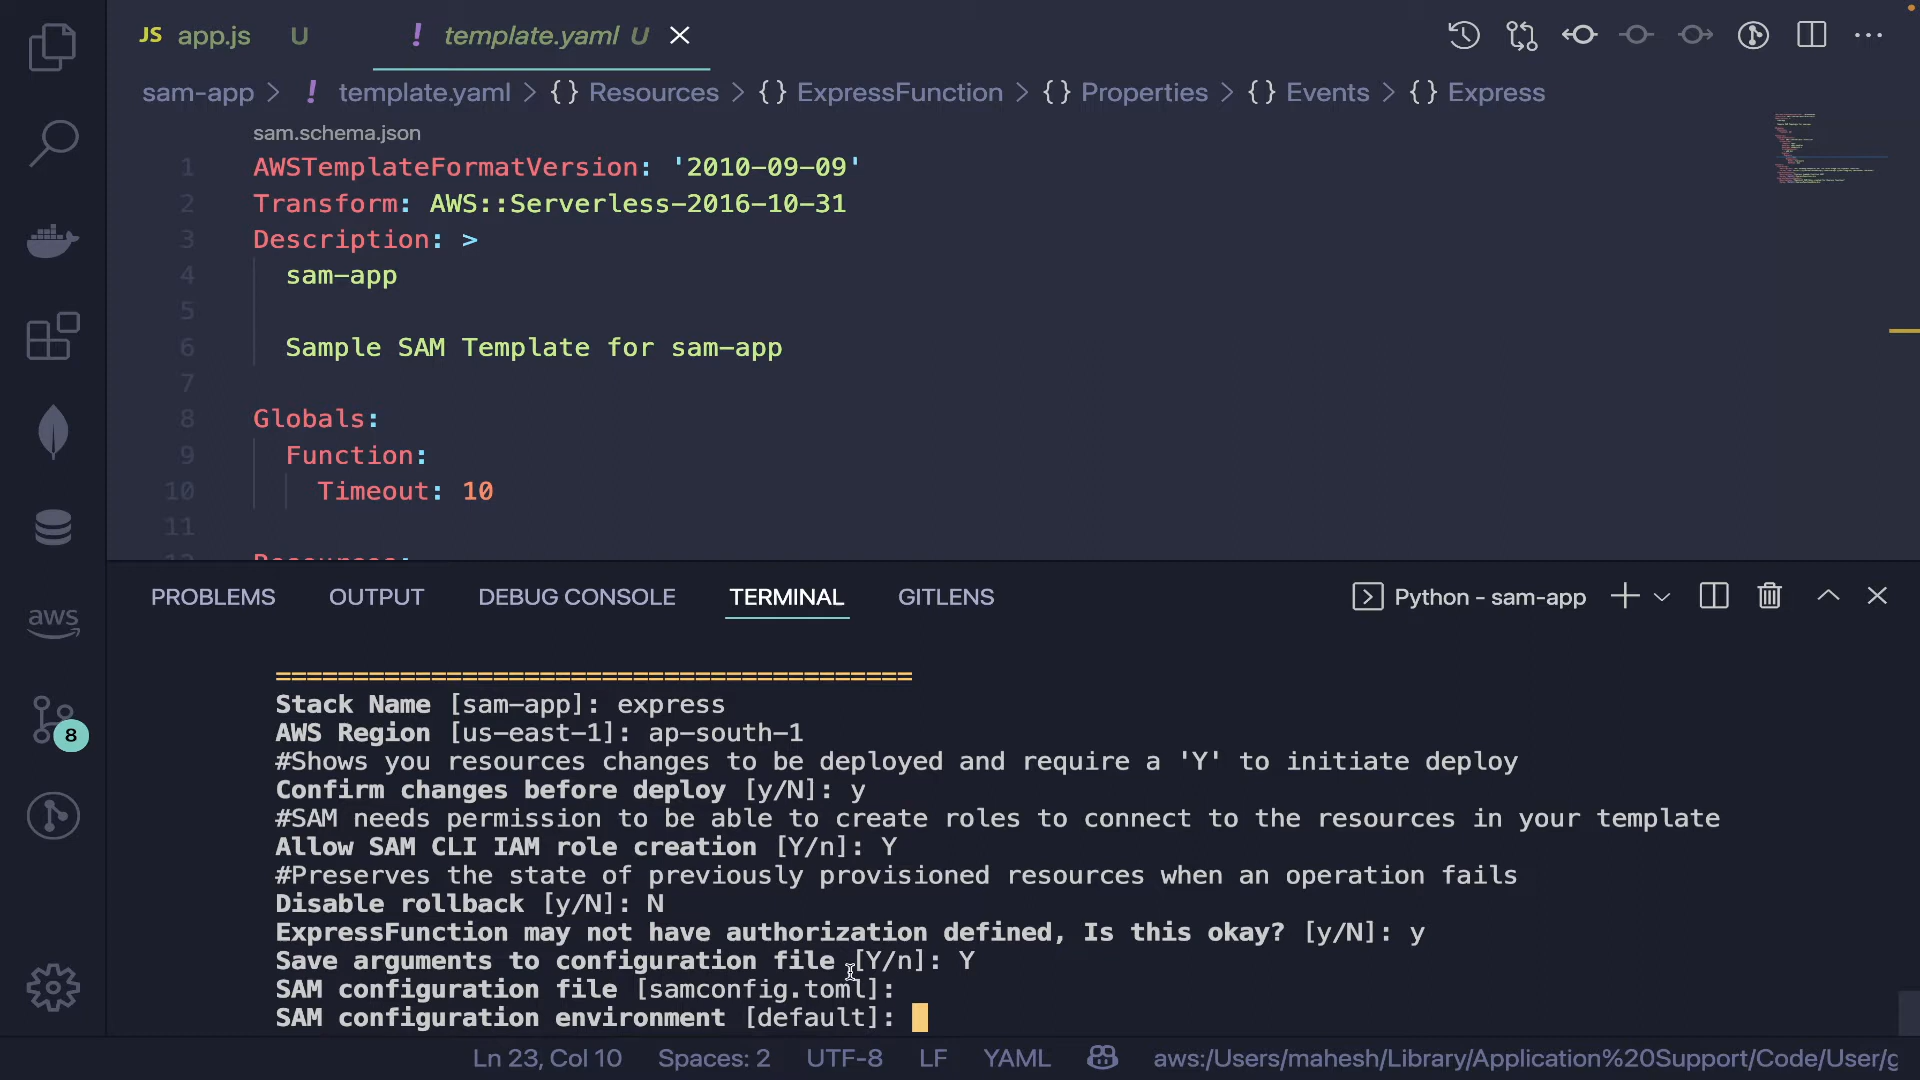 JS app.js U ! template.yaml U
sam-app > ! template.yaml > {} Resources > {} ExpressFunction > {} Properties > {} Events > {} Express
sam.schema.json
1 AWSTemplateFormatVersion: '2010-09-09'
2 Transform: AWS::Serverless-2016-10-31
3 Description: >
4 sam-app
5
6 Sample SAM Template for sam-app
7
8 Globals:
9 Function:
10 Timeout: 10
11
12 Resources:
aws
8
PROBLEMS OUTPUT DEBUG CONSOLE TERMINAL GITLENS Python - sam-app
=========================================
Stack Name [sam-app]: express
AWS Region [us-east-1]: ap-south-1
#Shows you resources changes to be deployed and require a 'Y' to initiate deploy
Confirm changes before deploy [y/N]: y
#SAM needs permission to be able to create roles to connect to the resources in your template
Allow SAM CLI IAM role creation [Y/n]: Y
#Preserves the state of previously provisioned resources when an operation fails
Disable rollback [y/N]: N
ExpressFunction may not have authorization defined, Is this okay? [y/N]: y
Save arguments to configuration file [Y/n]: Y
SAM configuration file [samconfig.toml]:
SAM configuration environment [default]:
Ln 23, Col 10 Spaces: 2 UTF-8 LF YAML aws:/Users/mahesh/Library/Application%20Support/Code/User/g